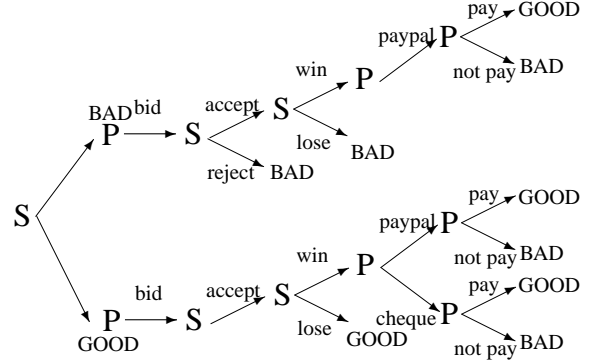 pay GOOD
paypal P
not pay BAD
win P
BAD bid accept S
P S lose BAD
reject BAD
S
pay GOOD
paypal P
not pay BAD
win P
pay GOOD
bid accept S cheque P
P S lose GOOD
GOOD not pay BAD